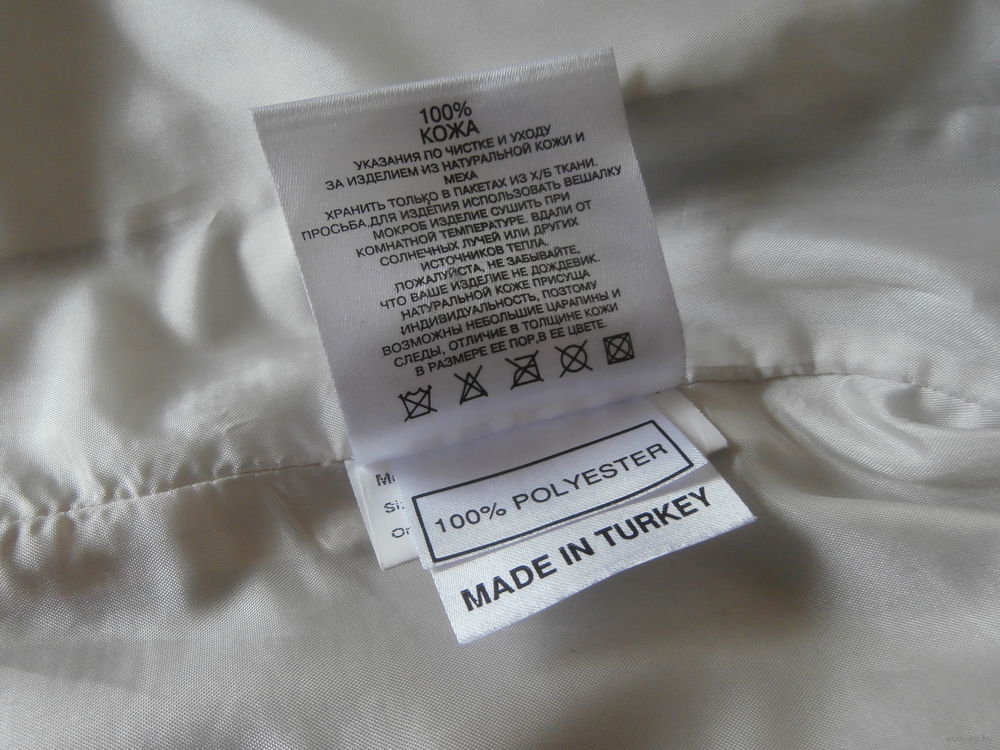 100%
КОЖА
УКАЗАНИЯ ПО ЧИСТКЕ И УХОДУ
ЗА ИЗДЕЛИЕМ ИЗ НАТУРАЛЬНОЙ КОЖИ И
МЕХА
ХРАНИТЬ ТОЛЬКО В ПАКЕТАХ ИЗ Х/Б ТКАНИ.
ПРОСЬБА,ДЛЯ ИЗДЕЛИЯ ИСПОЛЬЗОВАТЬ ВЕШАЛКУ
МОКРОЕ ИЗДЕЛИЕ СУШИТЬ ПРИ
КОМНАТНОЙ ТЕМПЕРАТУРЕ. ВДАЛИ ОТ
СОЛНЕЧНЫХ ЛУЧЕЙ ИЛИ ДРУГИХ
ИСТОЧНИКОВ ТЕПЛА.
ПОЖАЛУЙСТА, НЕ ЗАБЫВАЙТЕ,
ЧТО ВАШЕ ИЗДЕЛИЕ НЕ ДОЖДЕВИК.
НАТУРАЛЬНОЙ КОЖЕ ПРИСУЩА
ИНДИВИДУАЛЬНОСТЬ, ПОЭТОМУ
ВОЗМОЖНЫ НЕБОЛЬШИЕ ЦАРАПИНЫ И
СЛЕДЫ, ОТЛИЧИЕ В ТОЛЩИНЕ КОЖИ
В РАЗМЕРЕ ЕЕ ПОР,В ЕЕ ЦВЕТЕ.
100% POLYESTER
MADE IN TURKEY